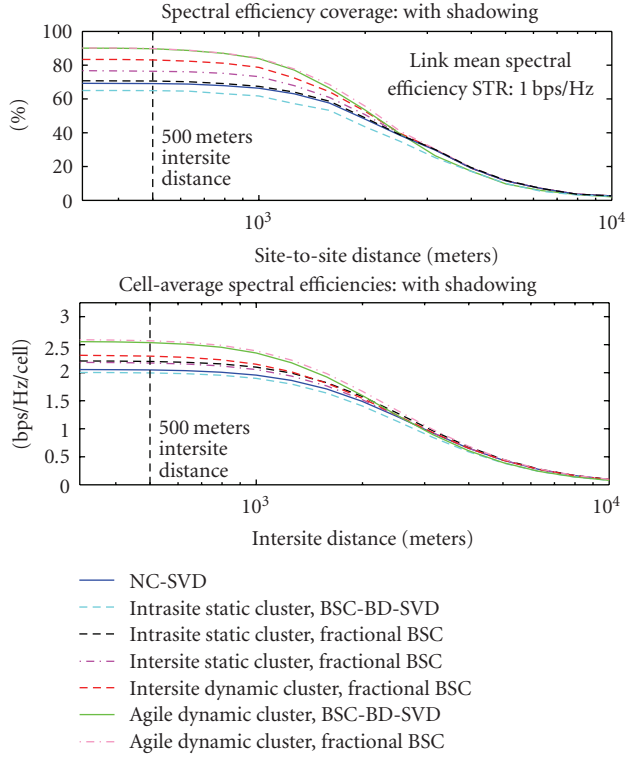 Spectral efficiency coverage: with shadowing
100
80
60
40
20
0
(%)
Link mean spectral
efficiency STR: 1 bps/Hz
500 meters
intersite
distance
10³
10⁴
Site-to-site distance (meters)
Cell-average spectral efficiencies: with shadowing
3
2.5
2
1.5
1
0.5
0
(bps/Hz/cell)
500 meters
intersite
distance
10³
10⁴
Intersite distance (meters)
NC-SVD
Intrasite static cluster, BSC-BD-SVD
Intrasite static cluster, fractional BSC
Intersite static cluster, fractional BSC
Intersite dynamic cluster, fractional BSC
Agile dynamic cluster, BSC-BD-SVD
Agile dynamic cluster, fractional BSC